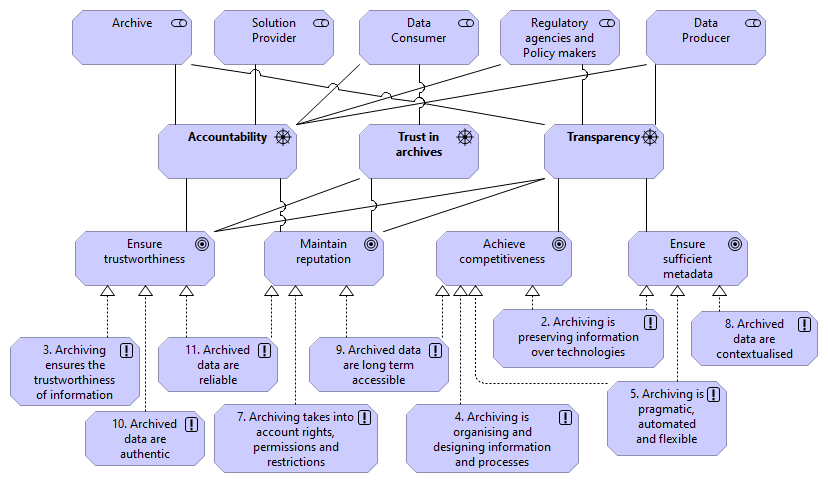 Archive
Solution
Provider
Data
Consumer
Regulatory
agencies and
Policy makers
Data
Producer
Accountability
Trust in
archives
Transparency
Ensure
trustworthiness
Maintain
reputation
Achieve
competitiveness
Ensure
sufficient
metadata
3. Archiving
ensures the
trustworthiness
of information
11. Archived
data are
reliable
9. Archived data
are long term
accessible
2. Archiving is
preserving information
over technologies
8. Archived
data are
contextualised
10. Archived
data are
authentic
7. Archiving takes into
account rights,
permissions and
restrictions
4. Archiving is
organising and
designing information
and processes
5. Archiving is
pragmatic,
automated
and flexible